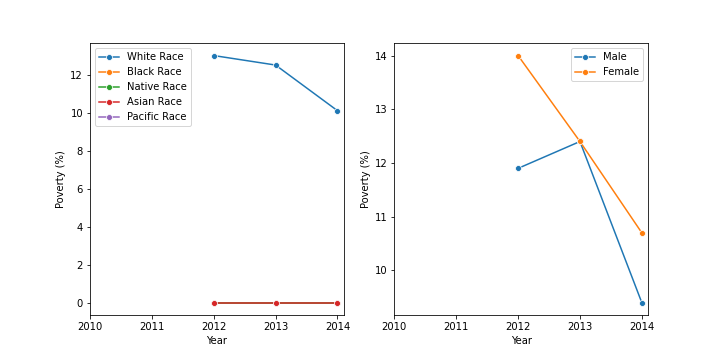 White Race
Black Race
Native Race
Asian Race
Pacific Race
12
10
8
6
4
2
0
Poverty (%)
2010 2011 2012 2013 2014
Year
Male
Female
14
13
12
11
10
Poverty (%)
2010 2011 2012 2013 2014
Year